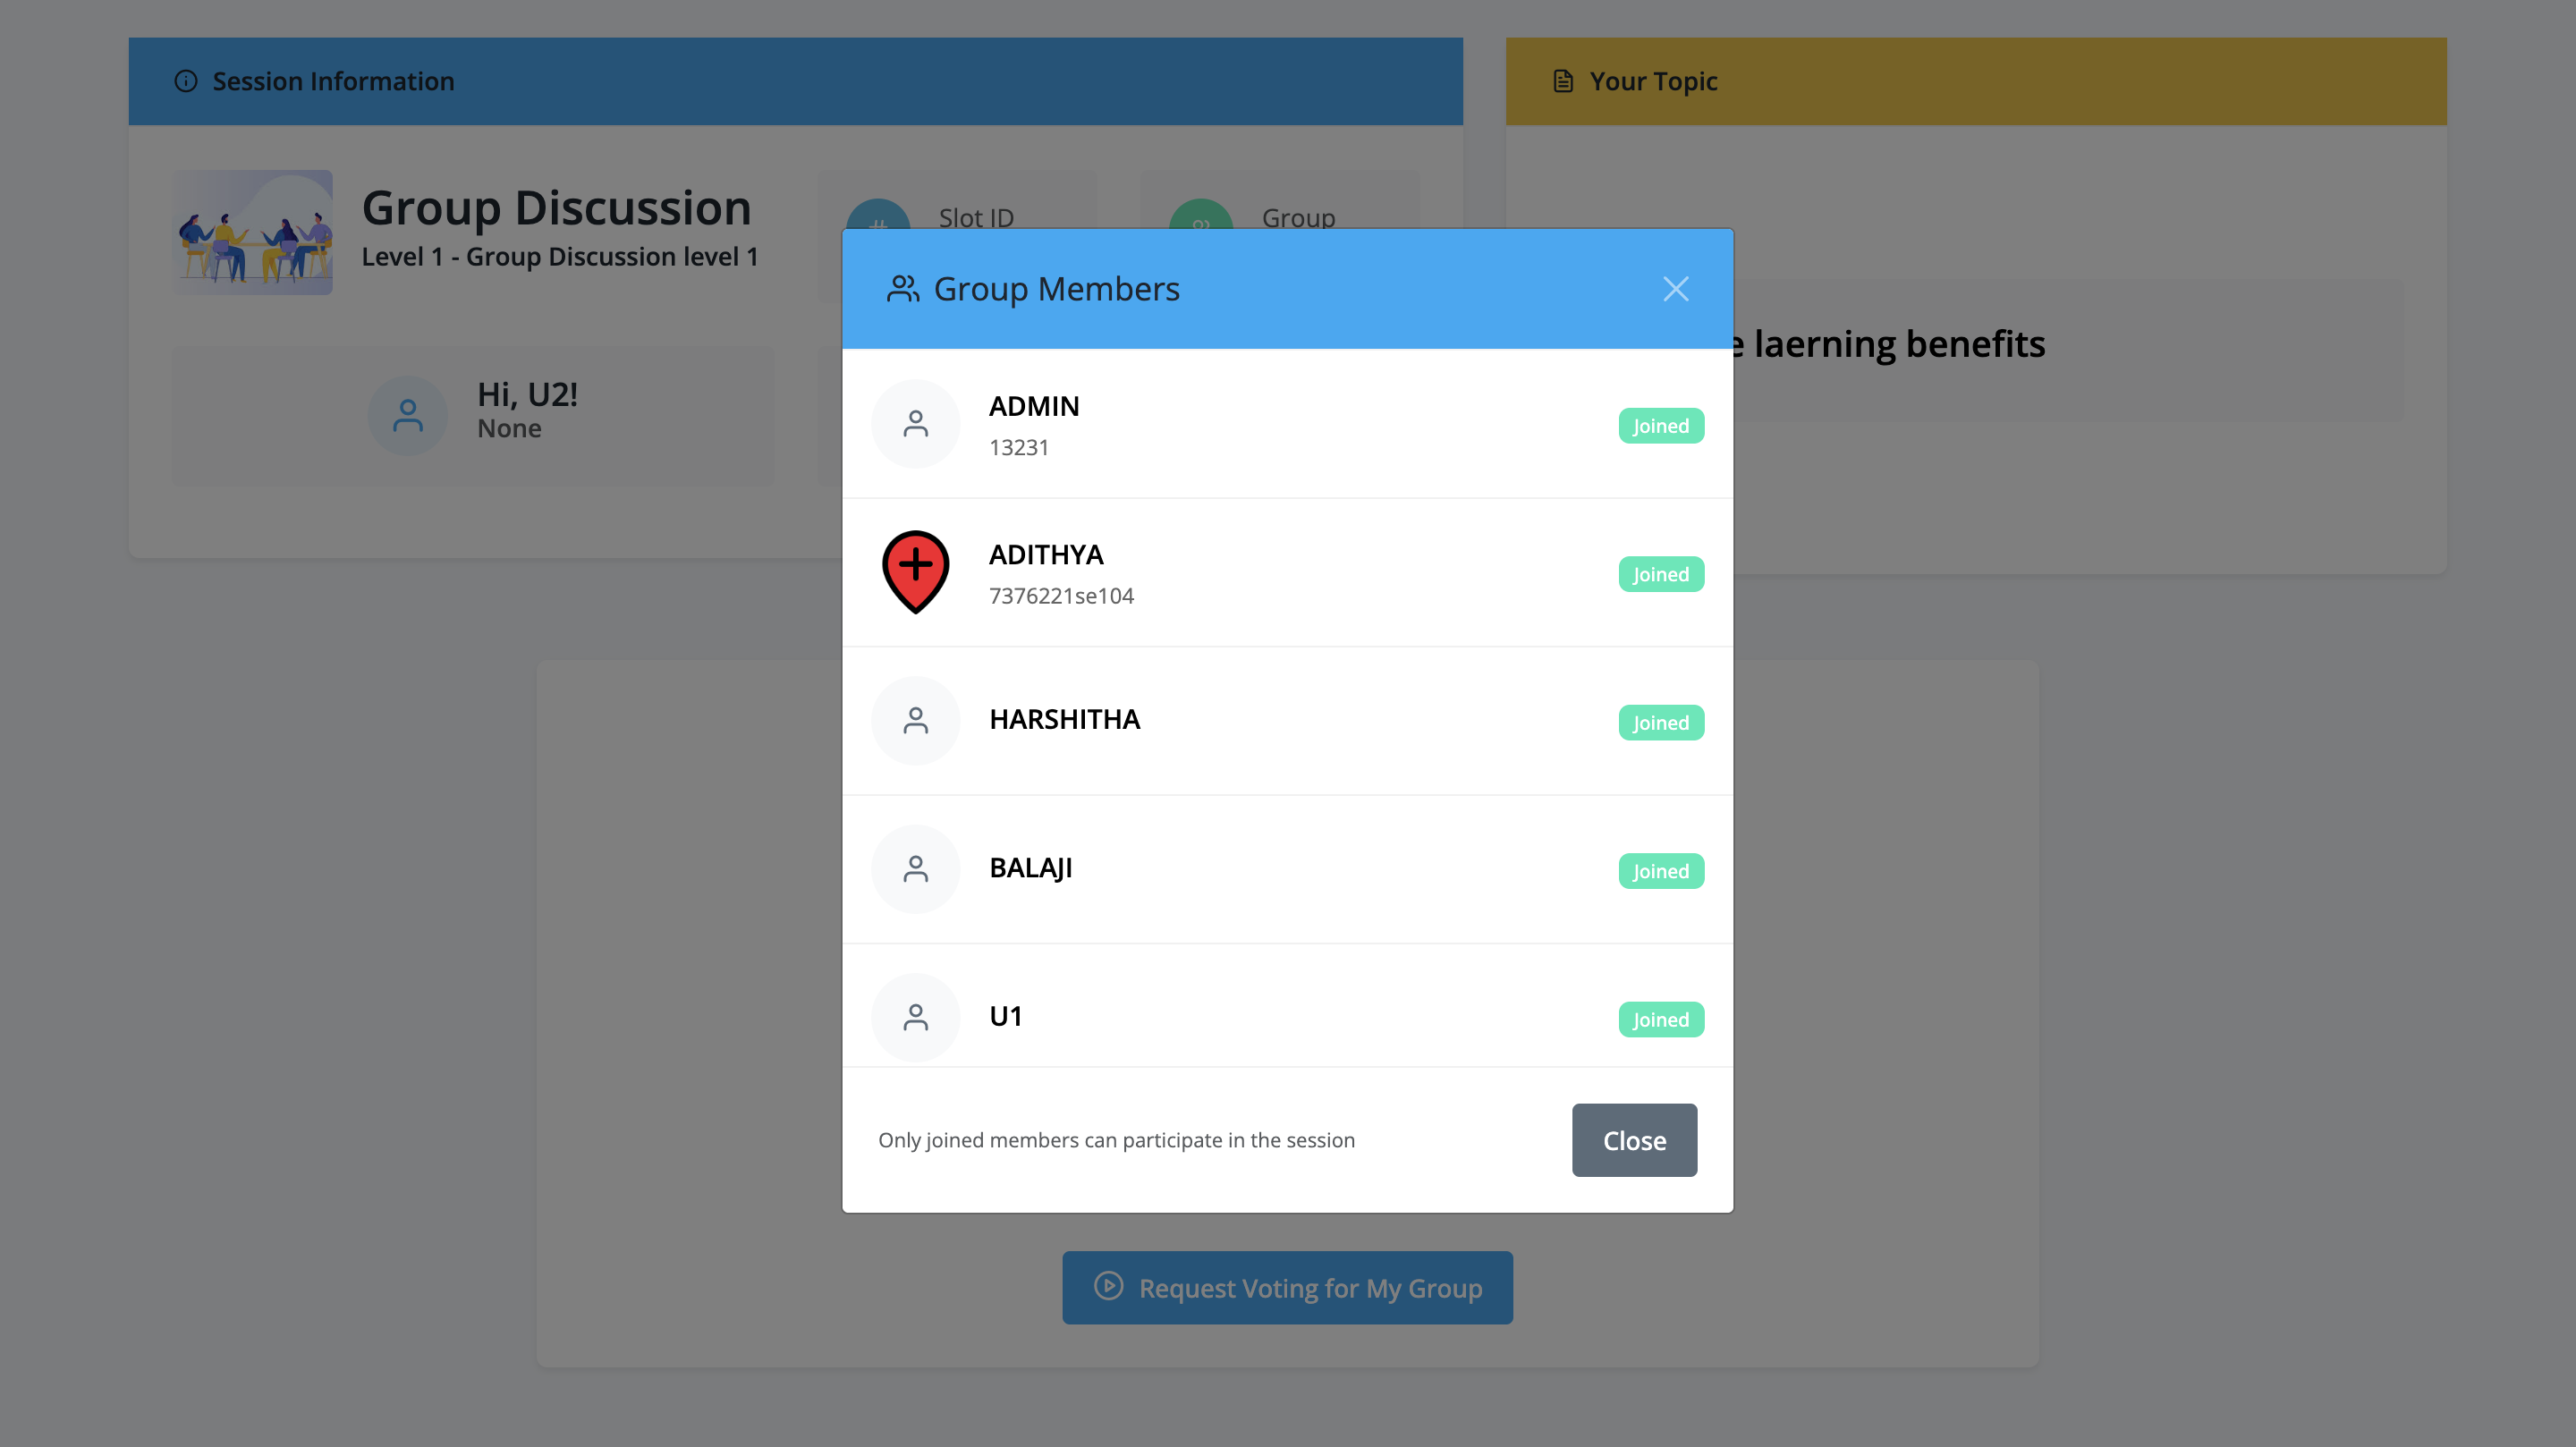 Session Information
Your Topic
Group Discussion
Level 1 - Group Discussion level 1
Slot ID
Group
Hi, U2!
None
laerning benefits
Group Members
ADMIN
13231
Joined
ADITHYA
7376221se104
Joined
HARSHITHA
Joined
BALAJI
Joined
U1
Joined
Only joined members can participate in the session
Close
Request Voting for My Group